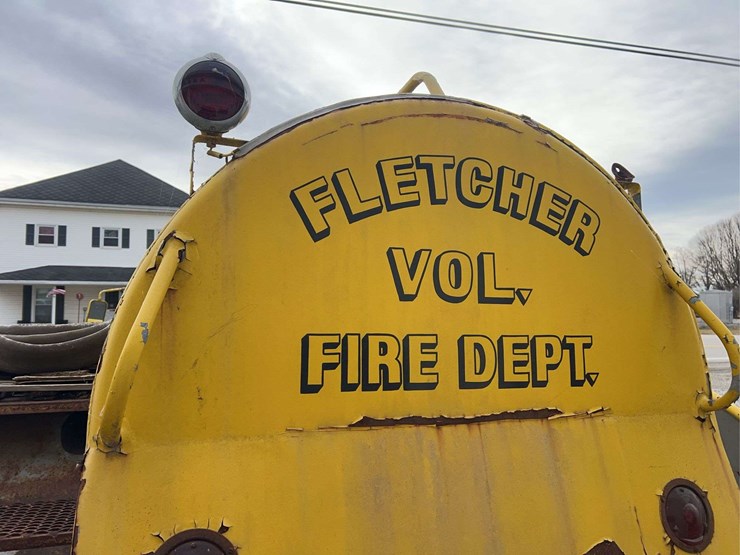 FLETCHER
VOL.
FIRE DEPT.